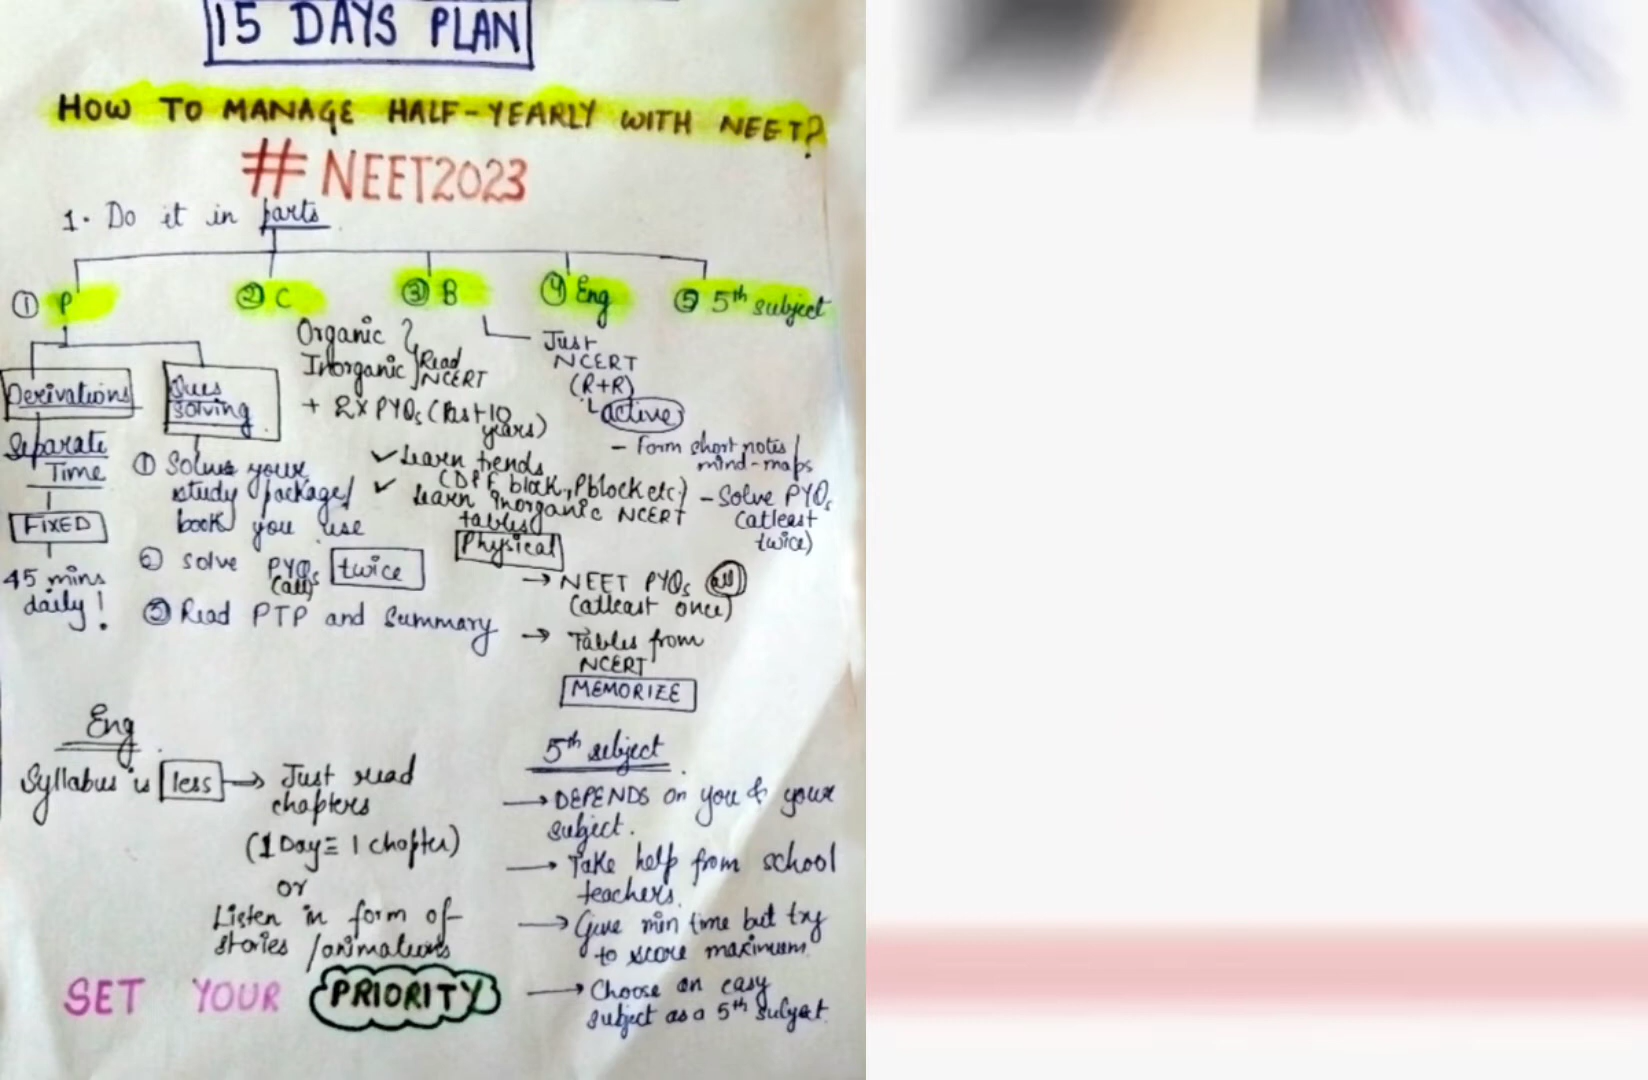 15 DAYS PLAN
HOW TO MANAGE HALF-YEARLY WITH NEET?
# NEET2023
1. Do it in parts
① P
② C
③ B
④ Eng
⑤ 5th subject
Derivations
Separate
Time
FIXED
45 mins
daily!
Ques
solving
① Solve your
study package/
book you use
② solve PYQs twice
(all)
③ Read PTP and Summary
Organic
Inorganic } Read
NCERT
+ 2x PYQs (Past 10
years)
✓ Learn trends
(D & F block, P block etc.)
✓ Learn inorganic NCERT
tables
Physical
→ NEET PYQs all
(atleast once)
→ Tables from
NCERT
MEMORIZE
Just
NCERT
(R+R)
active
- Form short notes/
mind-maps
- Solve PYQs
(atleast
twice)
Eng
Syllabus is less → Just read
chapters
(1 Day = 1 chapter)
or
Listen in form of
stories / animations
5th subject
→ DEPENDS on you & your
subject.
→ Take help from school
teachers.
→ Give min time but try
to score maximum.
→ Choose an easy
subject as a 5th subject.
SET YOUR PRIORITY